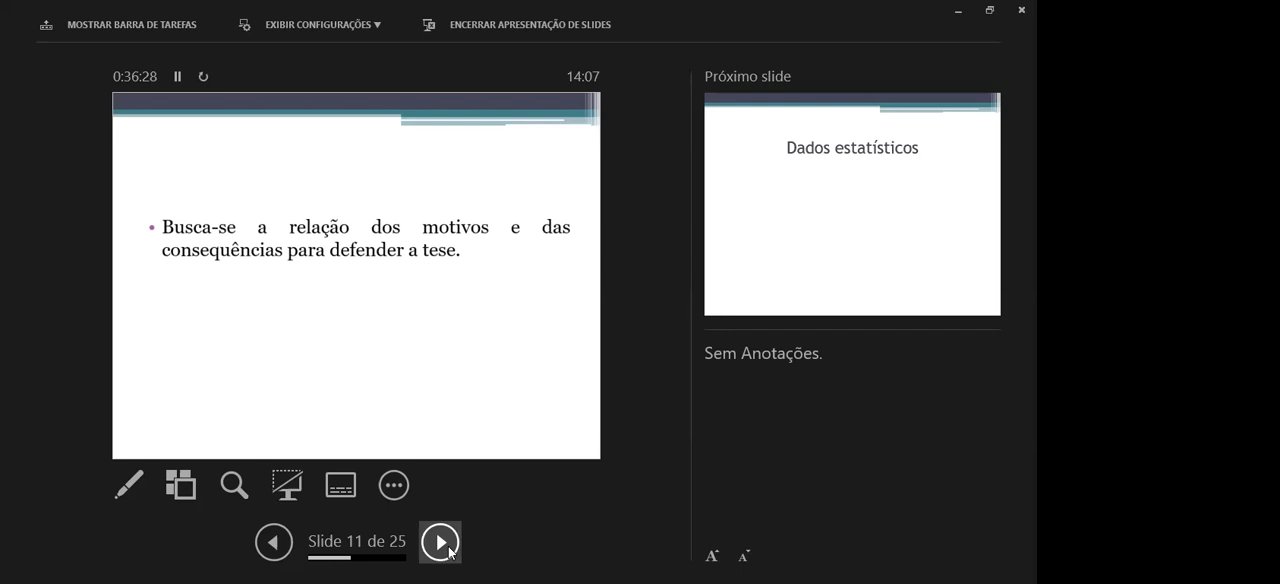 MOSTRAR BARRA DE TAREFAS
EXIBIR CONFIGURAÇÕES ▼
ENCERRAR APRESENTAÇÃO DE SLIDES
0:36:28
14:07
Próximo slide
• Busca-se a relação dos motivos e das
consequências para defender a tese.
Dados estatísticos
Sem Anotações.
Slide 11 de 25
A A